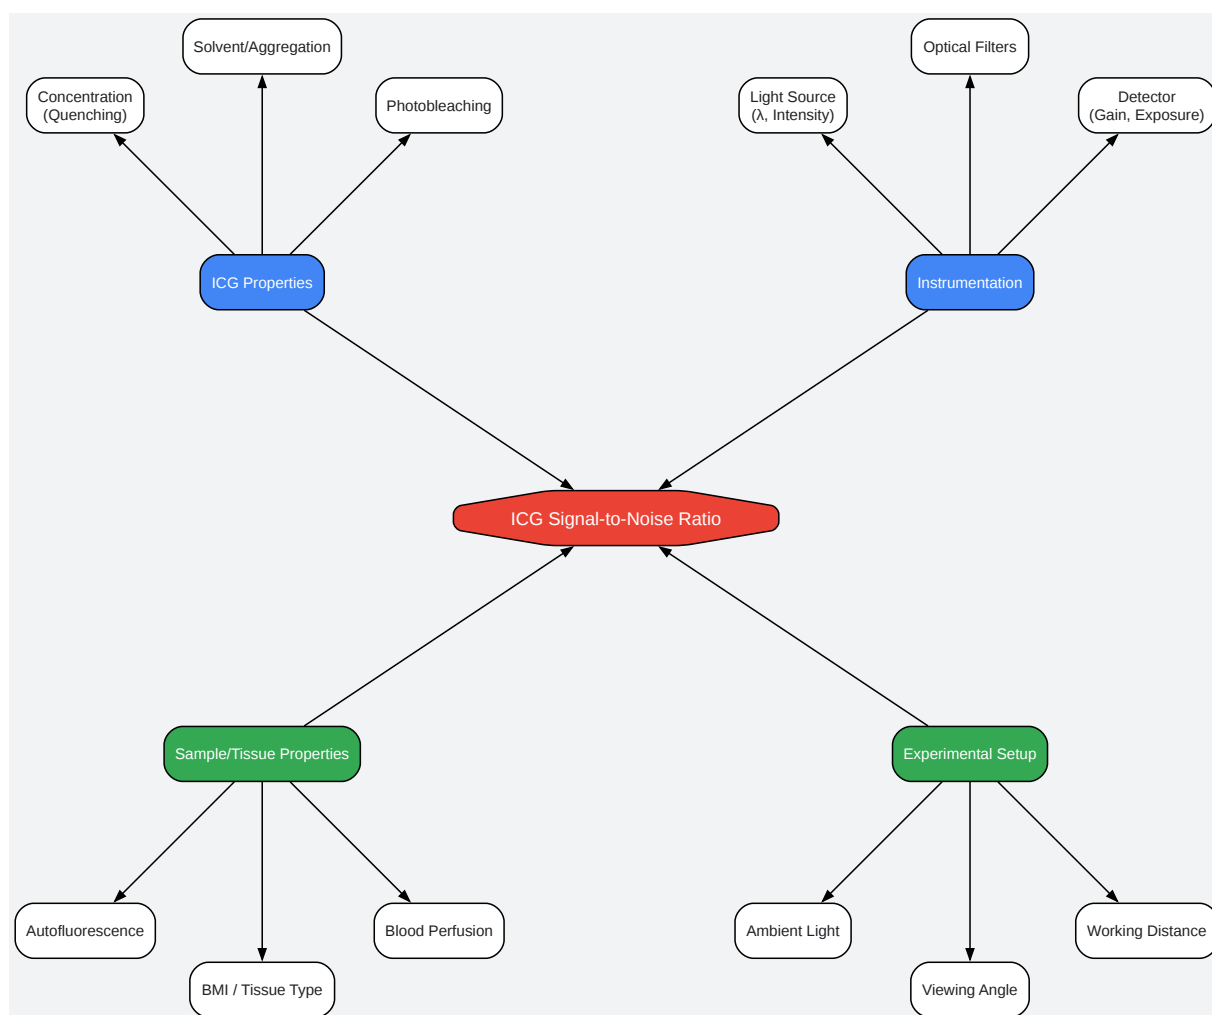 Solvent/Aggregation
Optical Filters
Concentration
(Quenching)
Photobleaching
Light Source
(λ, Intensity)
Detector
(Gain, Exposure)
ICG Properties
Instrumentation
ICG Signal-to-Noise Ratio
Sample/Tissue Properties
Experimental Setup
Autofluorescence
Blood Perfusion
Ambient Light
Working Distance
BMI / Tissue Type
Viewing Angle